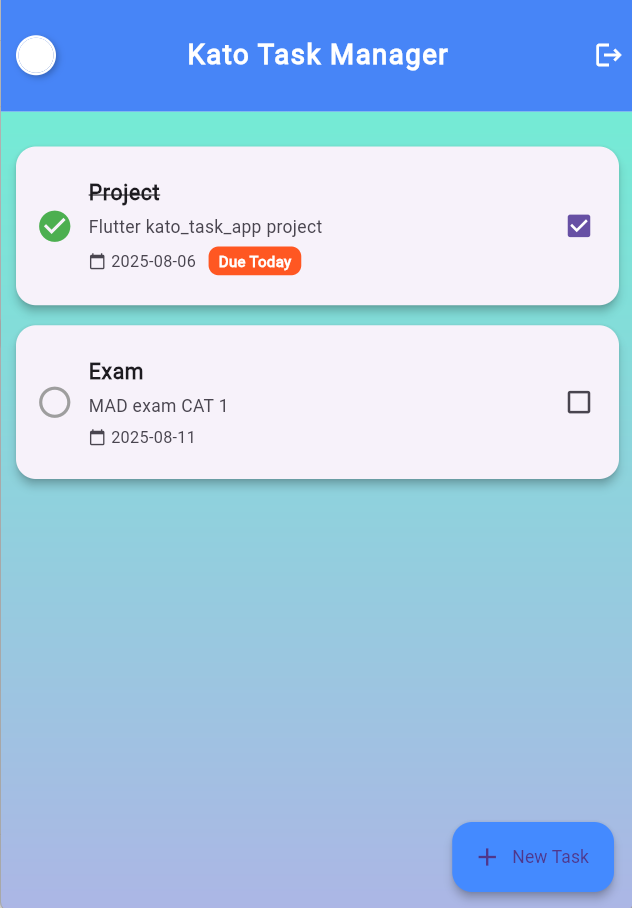 Kato Task Manager
Project
Flutter kato_task_app project
2025-08-06 Due Today
Exam
MAD exam CAT 1
2025-08-11
New Task